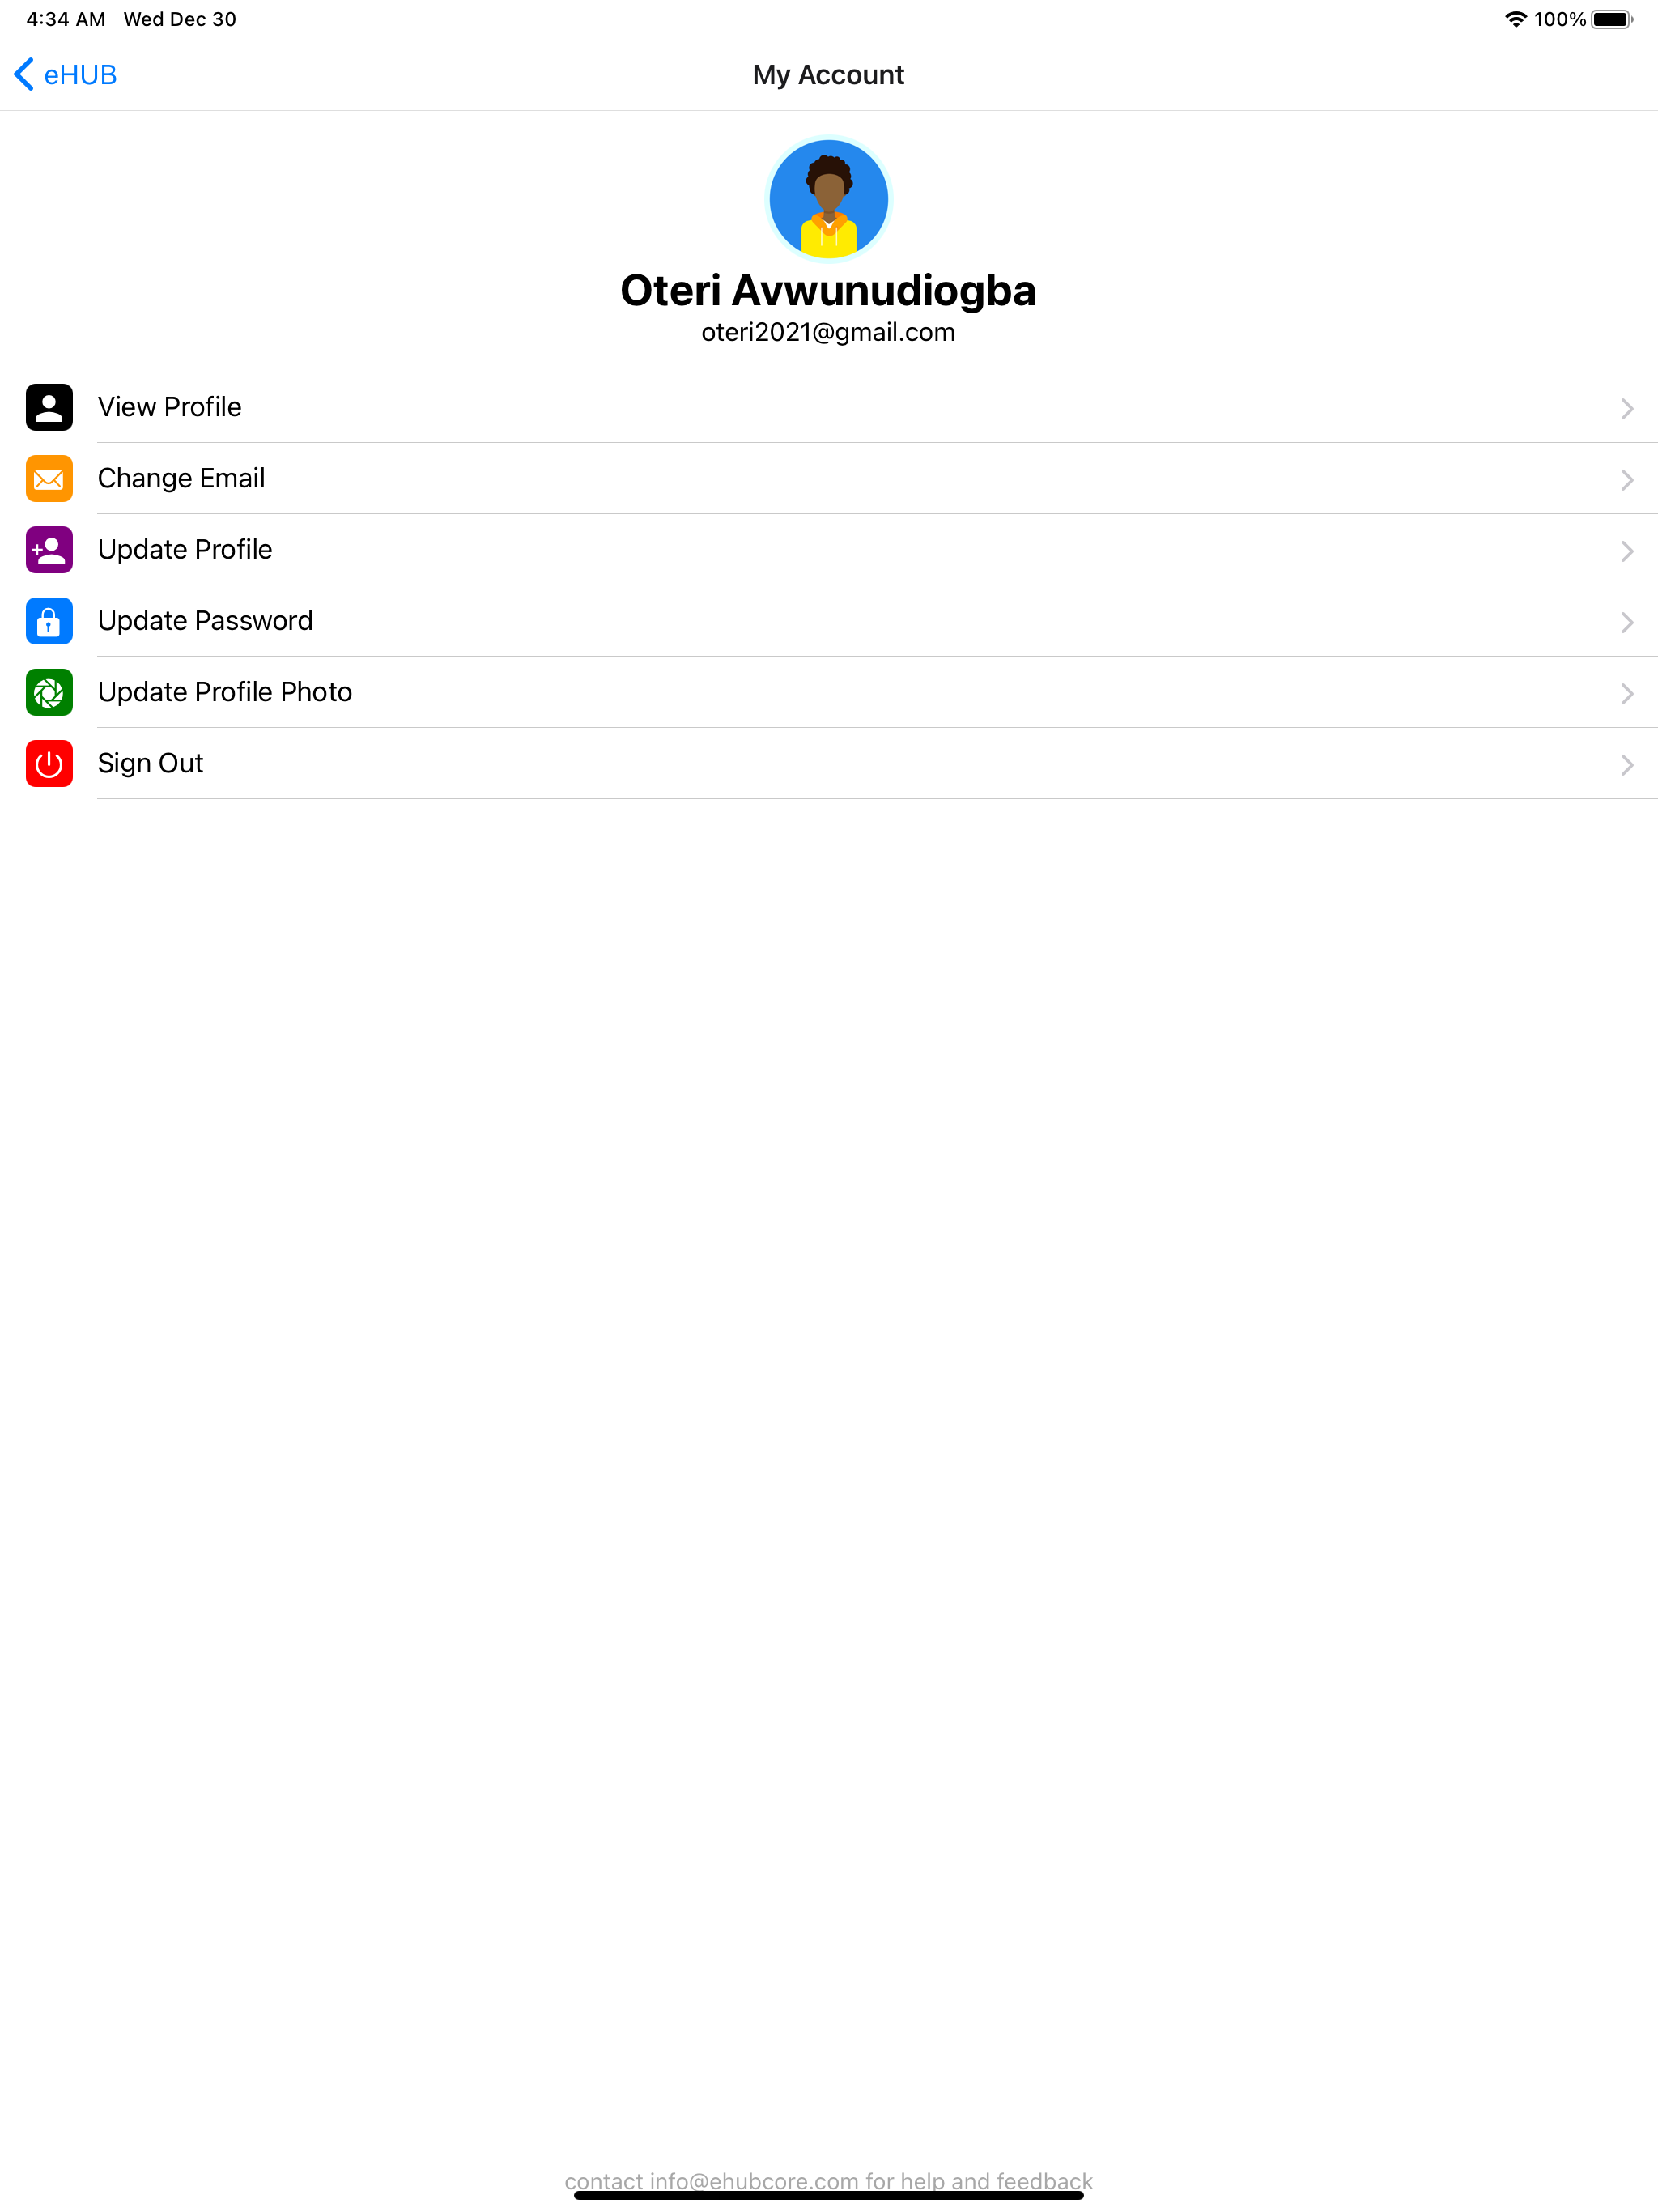 4:34 AM Wed Dec 30 100%
eHUB My Account
Oteri Avwunudiogba
oteri2021@gmail.com
View Profile
Change Email
Update Profile
Update Password
Update Profile Photo
Sign Out
contact info@ehubcore.com for help and feedback